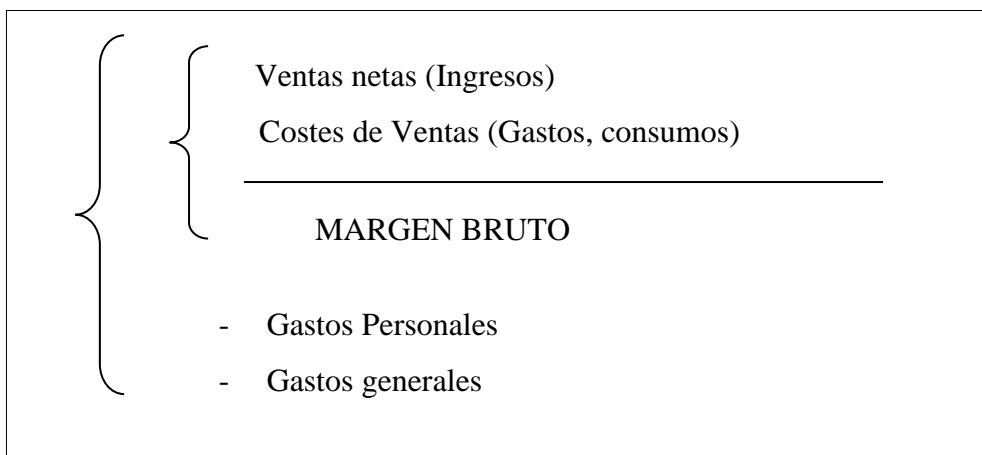 Ventas netas (Ingresos)
Costes de Ventas (Gastos, consumos)
MARGEN BRUTO
- Gastos Personales
- Gastos generales